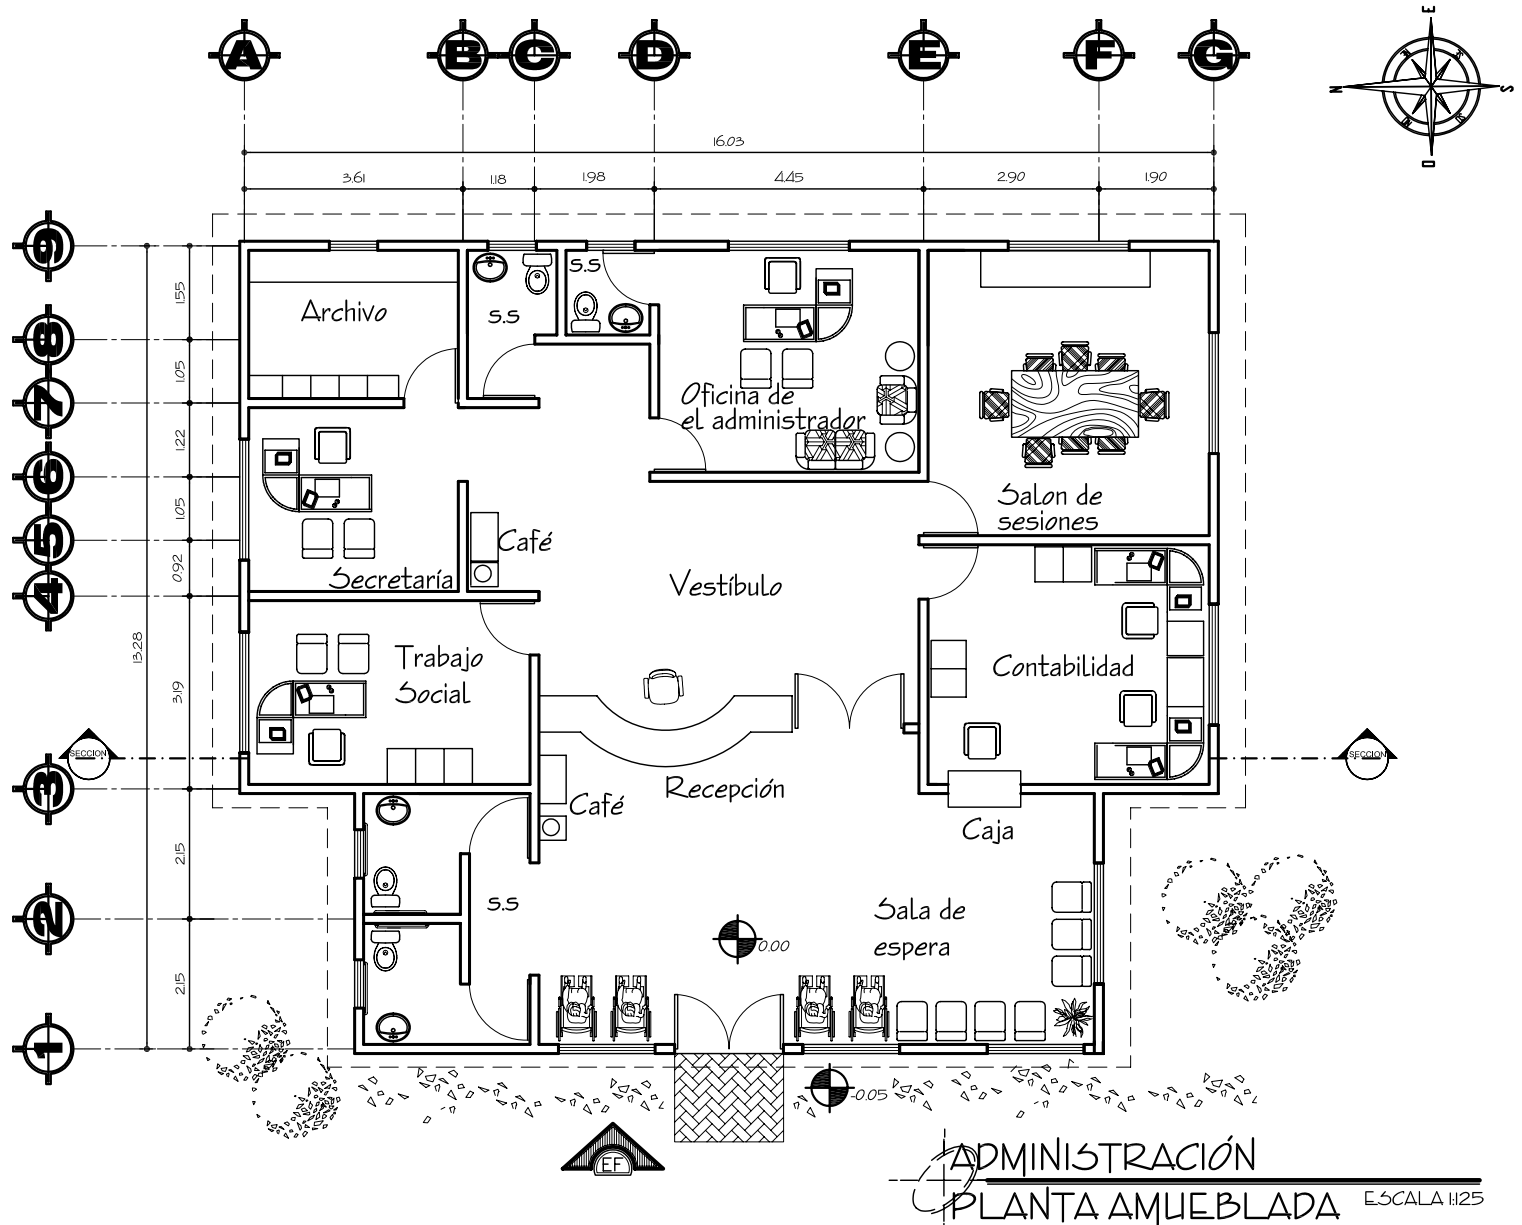 A B C D E F G
E
N S
O
16.03
3.61 1.18 1.98 4.45 2.90 1.90
9
8
7
6
5
4
3
2
1
1.55
1.05
1.22
1.05
0.92
3.19
2.15
2.15
13.28
Archivo
S.S
S.S
Oficina de
el administrador
Salon de
sesiones
Café
Secretaría
Vestíbulo
Trabajo
Social
Contabilidad
SECCION
SECCION
Recepción
Café
Caja
S.S
Sala de
espera
0.00
-0.05
EF
ADMINISTRACIÓN
PLANTA AMUEBLADA
ESCALA 1:125